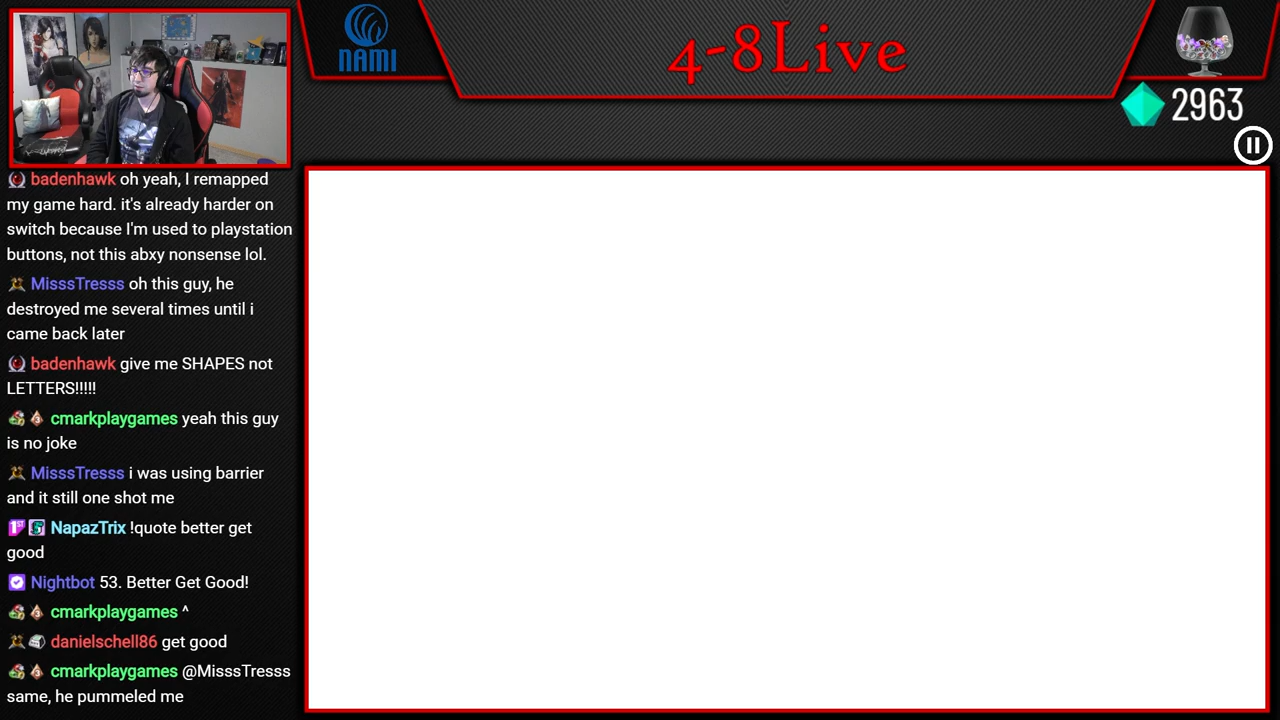 NAMI
4-8Live
2963
badenhawk oh yeah, I remapped
my game hard. it's already harder on
switch because I'm used to playstation
buttons, not this abxy nonsense lol.
MisssTresss oh this guy, he
destroyed me several times until i
came back later
badenhawk give me SHAPES not
LETTERS!!!!!
cmarkplaygames yeah this guy
is no joke
MisssTresss i was using barrier
and it still one shot me
1ST NapazTrix !quote better get
good
Nightbot 53. Better Get Good!
3 cmarkplaygames ^
danielschell86 get good
3 cmarkplaygames @MisssTresss
same, he pummeled me